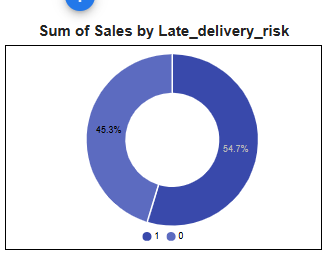 Sum of Sales by Late_delivery_risk
45.3%
54.7%
1 0